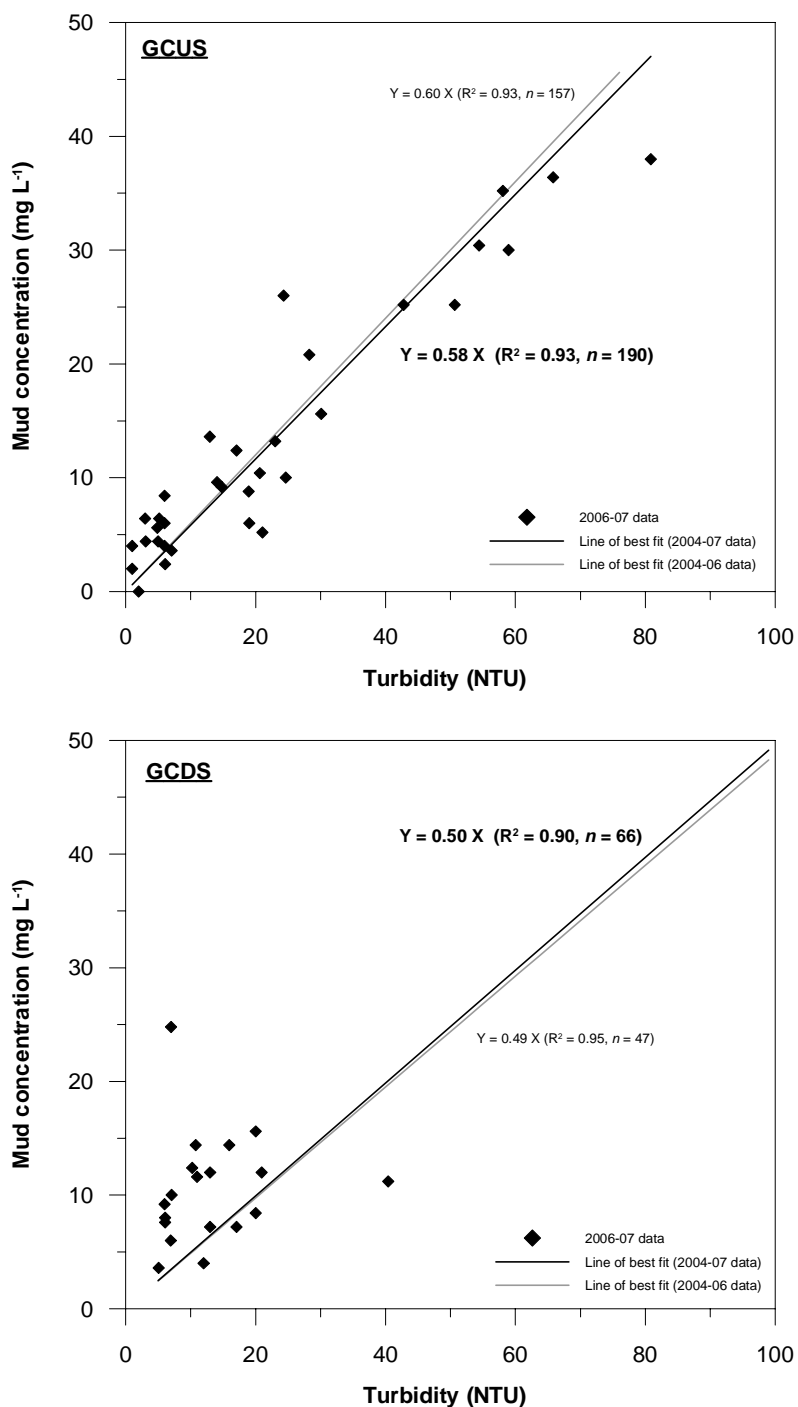 50
GCUS
Y = 0.60 X (R² = 0.93, n = 157)
40
Mud concentration (mg L⁻¹)
30
Y = 0.58 X (R² = 0.93, n = 190)
20
10
2006-07 data
Line of best fit (2004-07 data)
Line of best fit (2004-06 data)
0
0 20 40 60 80 100
Turbidity (NTU)
50
GCDS
Y = 0.50 X (R² = 0.90, n = 66)
40
Mud concentration (mg L⁻¹)
30
Y = 0.49 X (R² = 0.95, n = 47)
20
10
2006-07 data
Line of best fit (2004-07 data)
Line of best fit (2004-06 data)
0
0 20 40 60 80 100
Turbidity (NTU)